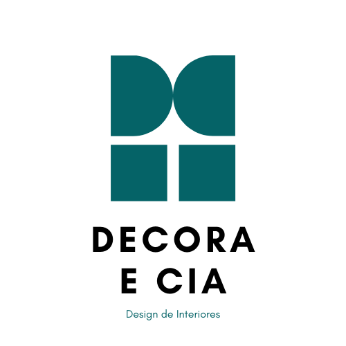 DECORA
E CIA
Design de Interiores